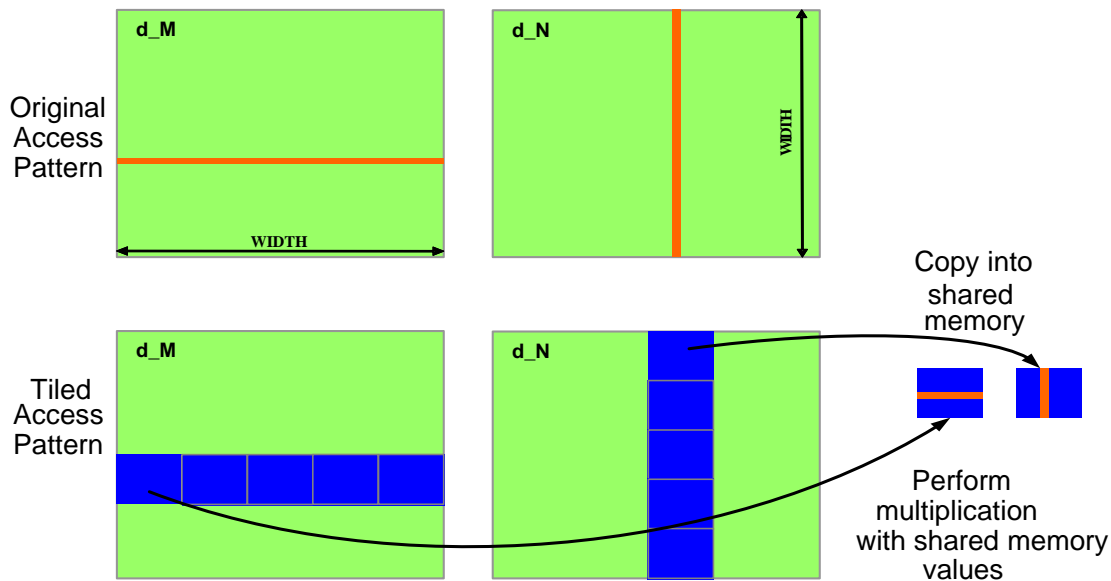 d_M
d_N
Original
Access
Pattern
WIDTH
WIDTH
Copy into
shared
memory
d_M
d_N
Tiled
Access
Pattern
Perform
multiplication
with shared memory
values